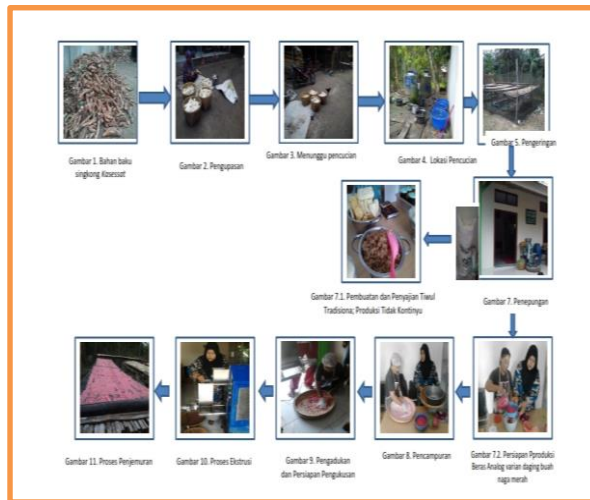 Gambar 1. Bahan baku
singkong Kasessat
Gambar 2. Pengupasan
Gambar 3. Menunggu pencucian
Gambar 4. Lokasi Pencucian
Gambar 5. Pengeringan
Gambar 7.1. Pembuatan dan Penyajian Tiwul
Tradisiona; Produksi Tidak Kontinyu
Gambar 7. Penepungan
Gambar 11. Proses Penjemuran
Gambar 10. Proses Ekstrusi
Gambar 9. Pengadukan
dan Persiapan Pengukusan
Gambar 8. Pencampuran
Gambar 7.2. Persiapan Pproduksi
Beras Analog varian daging buah
naga merah